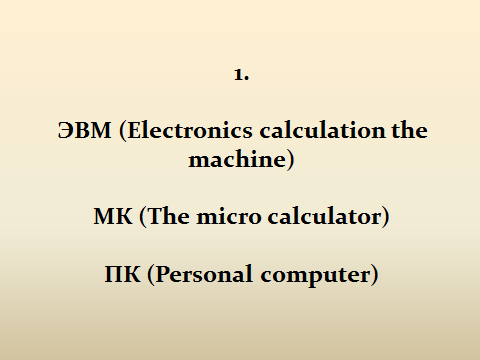 1.
ЭВМ (Electronics calculation the
machine)
МК (The micro calculator)
ПК (Personal computer)